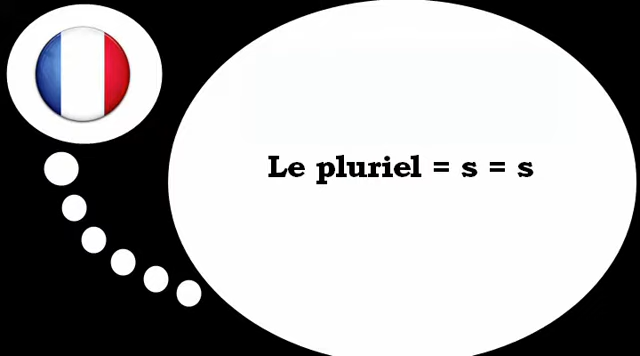 Le pluriel = s = s